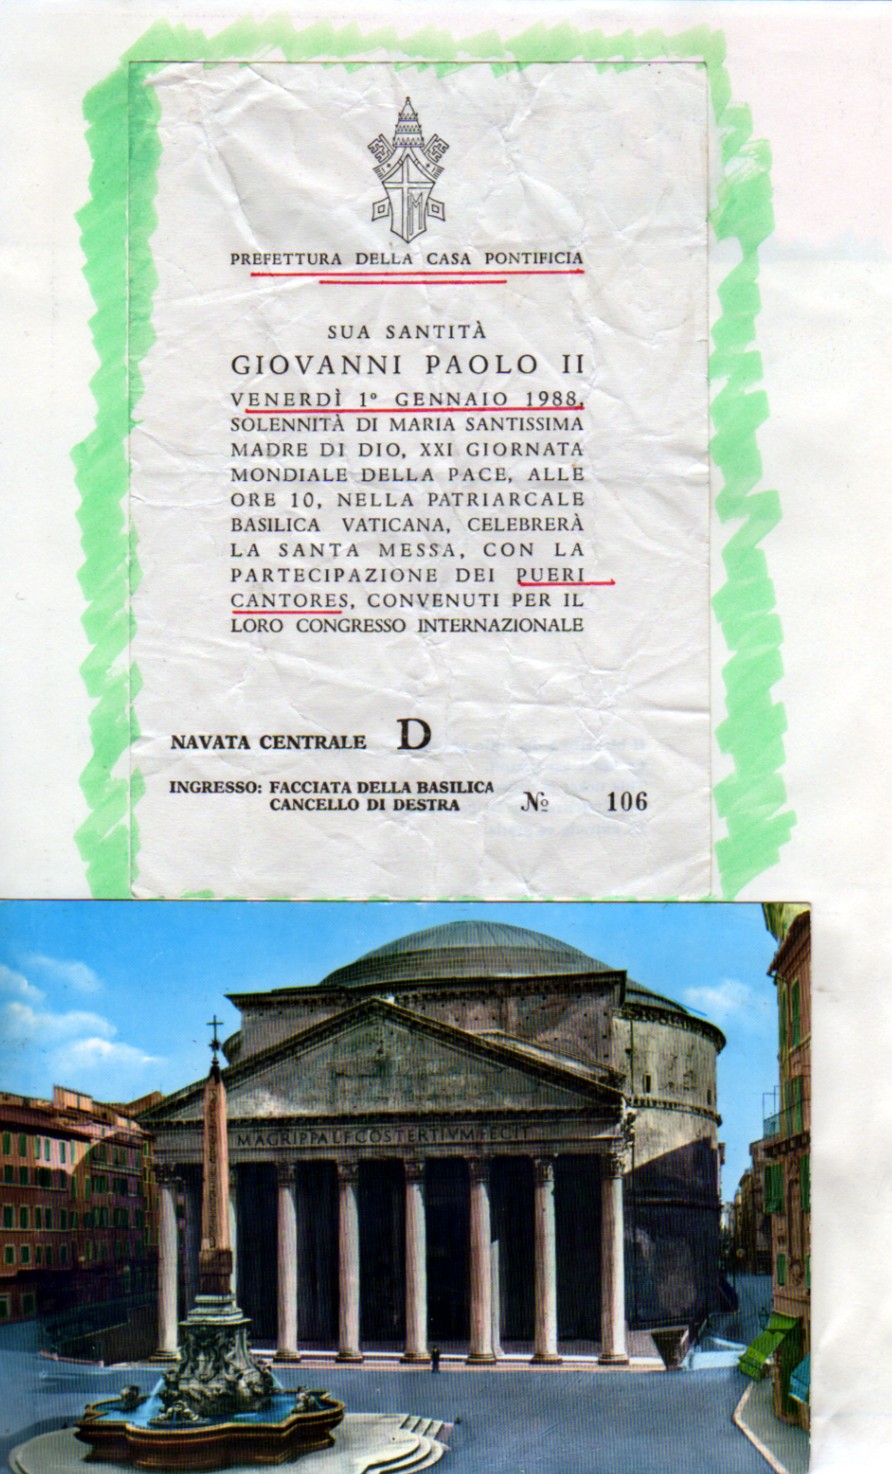 PREFETTURA DELLA CASA PONTIFICIA
SUA SANTITÀ
GIOVANNI PAOLO II
VENERDÌ 1º GENNAIO 1988,
SOLENNITÀ DI MARIA SANTISSIMA
MADRE DI DIO, XXI GIORNATA
MONDIALE DELLA PACE, ALLE
ORE 10, NELLA PATRIARCALE
BASILICA VATICANA, CELEBRERÀ
LA SANTA MESSA, CON LA
PARTECIPAZIONE DEI PUERI
CANTORES, CONVENUTI PER IL
LORO CONGRESSO INTERNAZIONALE
NAVATA CENTRALE D
INGRESSO: FACCIATA DELLA BASILICA
CANCELLO DI DESTRA
Nº 106
M AGRIPPA L F COS TERTIVM FECIT